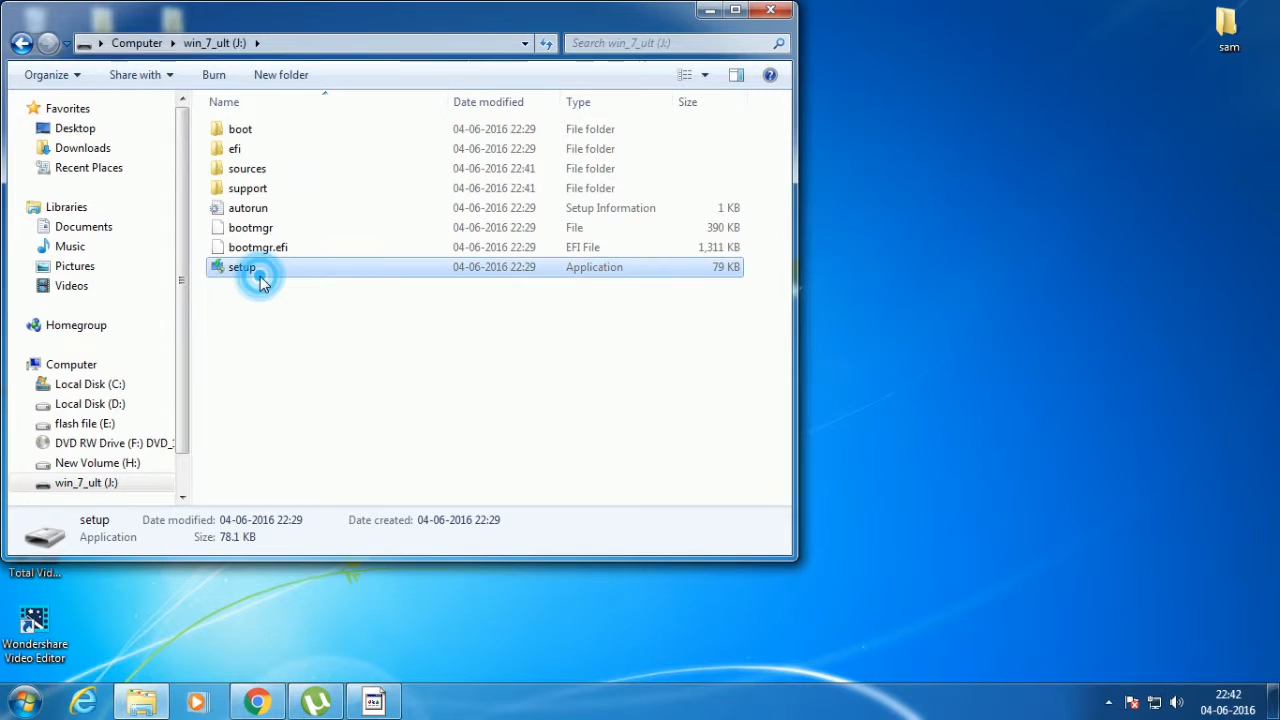 Computer
win_7_ult (J:)
Search win_7_ult (J:)
Organize
Share with
Burn
New folder
Name
Date modified
Type
Size
Favorites
Desktop
Downloads
Recent Places
Libraries
Documents
Music
Pictures
Videos
Homegroup
Computer
Local Disk (C:)
Local Disk (D:)
flash file (E:)
DVD RW Drive (F:) DVD_
New Volume (H:)
win_7_ult (J:)
boot 04-06-2016 22:29 File folder
efi 04-06-2016 22:29 File folder
sources 04-06-2016 22:41 File folder
support 04-06-2016 22:41 File folder
autorun 04-06-2016 22:29 Setup Information 1 KB
bootmgr 04-06-2016 22:29 File 390 KB
bootmgr.efi 04-06-2016 22:29 EFI File 1,311 KB
setup 04-06-2016 22:29 Application 79 KB
setup Date modified: 04-06-2016 22:29 Date created: 04-06-2016 22:29
Application Size: 78.1 KB
sam
Total Vid...
Wondershare
Video Editor
22:42
04-06-2016